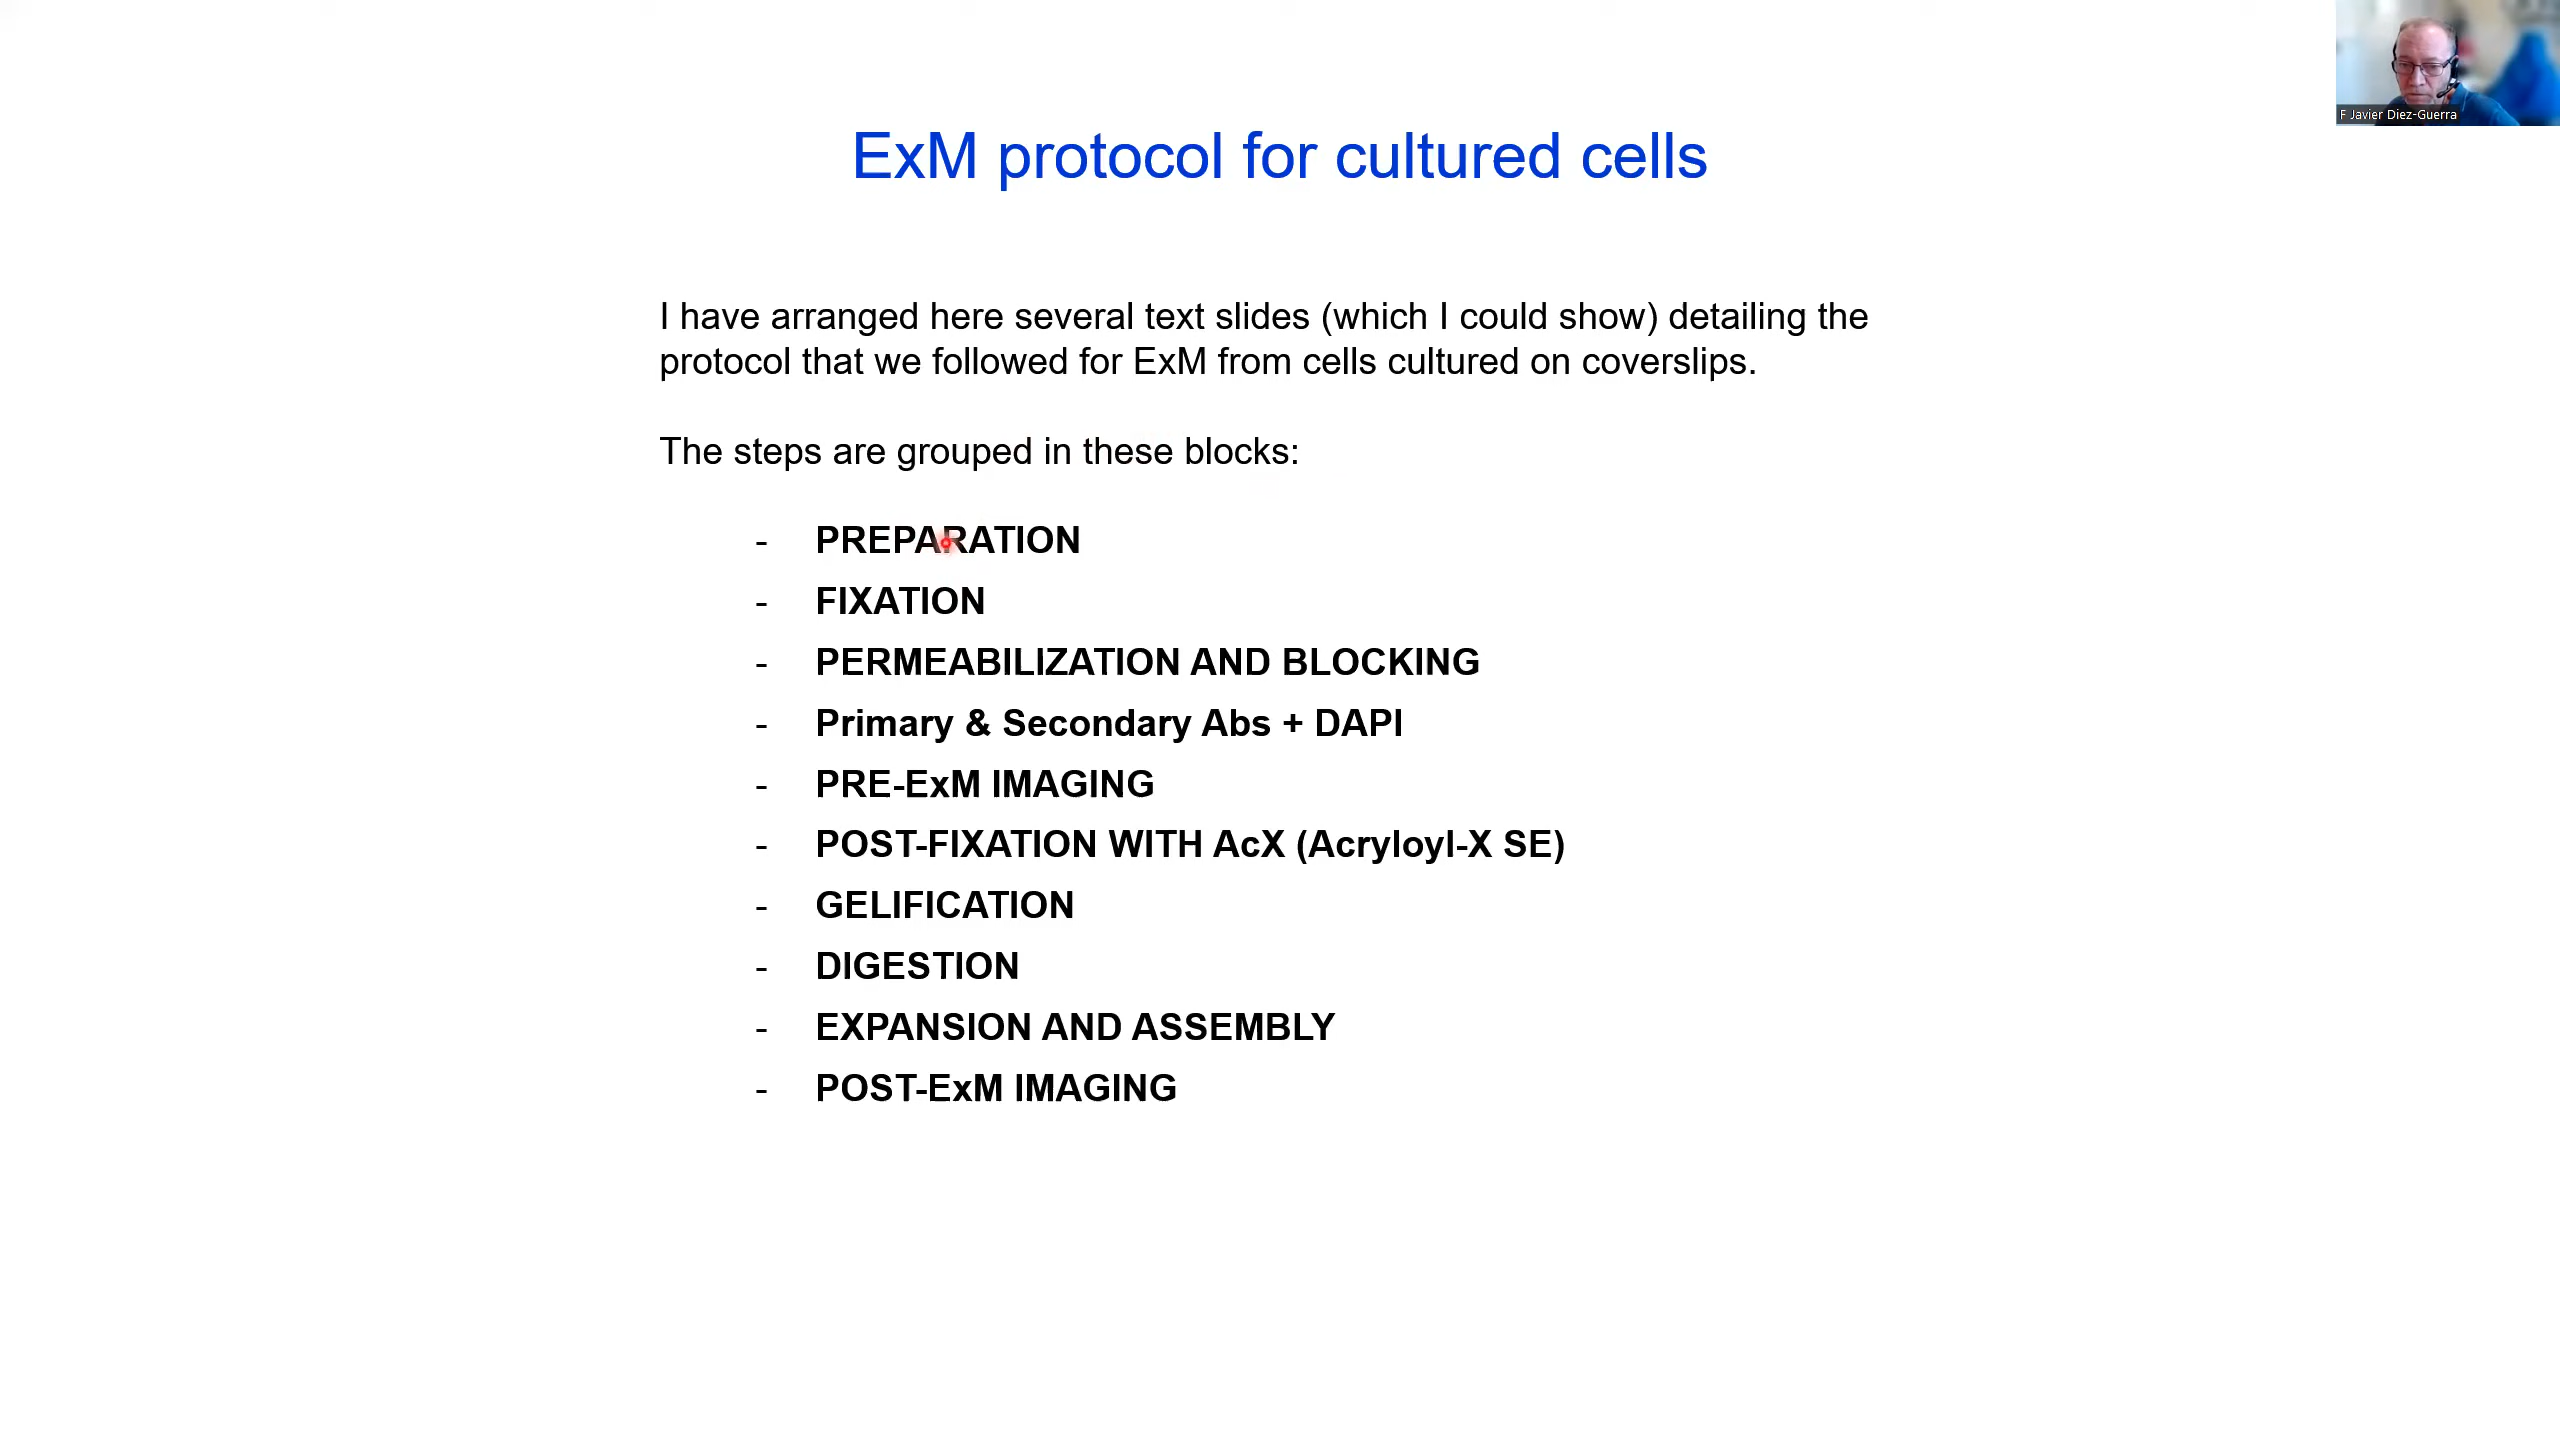 F Javier Diez-Guerra
ExM protocol for cultured cells
I have arranged here several text slides (which I could show) detailing the
protocol that we followed for ExM from cells cultured on coverslips.
The steps are grouped in these blocks:
- PREPARATION
- FIXATION
- PERMEABILIZATION AND BLOCKING
- Primary & Secondary Abs + DAPI
- PRE-ExM IMAGING
- POST-FIXATION WITH AcX (Acryloyl-X SE)
- GELIFICATION
- DIGESTION
- EXPANSION AND ASSEMBLY
- POST-ExM IMAGING